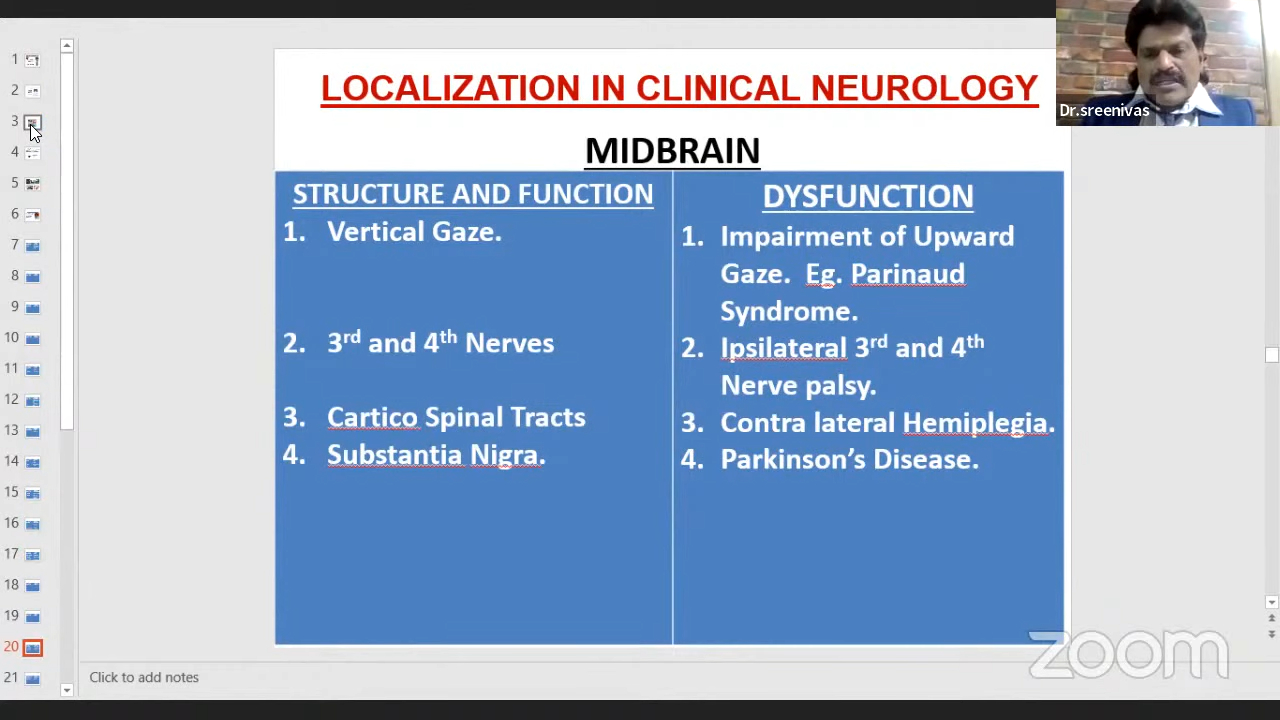 LOCALIZATION IN CLINICAL NEUROLOGY
Dr.sreenivas
MIDBRAIN
STRUCTURE AND FUNCTION
1. Vertical Gaze.
2. 3rd and 4th Nerves
3. Cartico Spinal Tracts
4. Substantia Nigra.
DYSFUNCTION
1. Impairment of Upward
Gaze. Eg. Parinaud
Syndrome.
2. Ipsilateral 3rd and 4th
Nerve palsy.
3. Contra lateral Hemiplegia.
4. Parkinson’s Disease.
1
2
3
4
5
6
7
8
9
10
11
12
13
14
15
16
17
18
19
20
21
Click to add notes
zoom